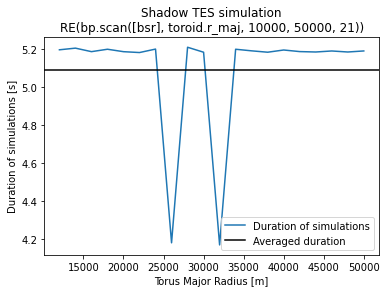 Shadow TES simulation
RE(bp.scan([bsr], toroid.r_maj, 10000, 50000, 21))
Duration of simulations [s]
5.2
5.0
4.8
4.6
4.4
4.2
Duration of simulations
Averaged duration
15000 20000 25000 30000 35000 40000 45000 50000
Torus Major Radius [m]